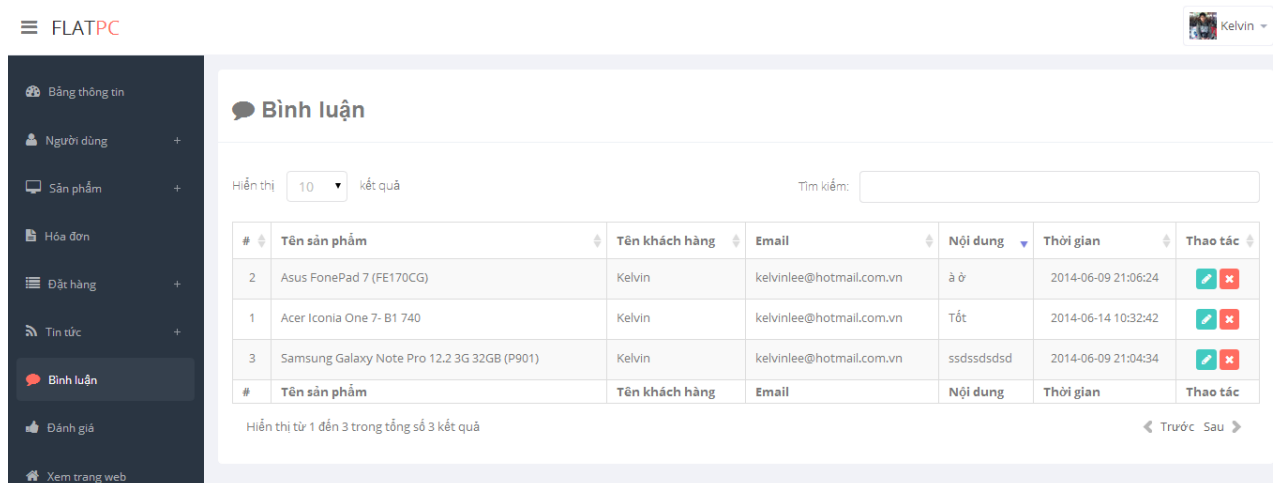 FLATPC
Kelvin
Bảng thông tin
Người dùng +
Sản phẩm +
Hóa đơn
Đặt hàng +
Tin tức +
Bình luận
Đánh giá
Xem trang web
Bình luận
Hiển thị 10 kết quả Tìm kiếm:
# Tên sản phẩm Tên khách hàng Email Nội dung Thời gian Thao tác
2 Asus FonePad 7 (FE170CG) Kelvin kelvinlee@hotmail.com.vn à ờ 2014-06-09 21:06:24
1 Acer Iconia One 7- B1 740 Kelvin kelvinlee@hotmail.com.vn Tốt 2014-06-14 10:32:42
3 Samsung Galaxy Note Pro 12.2 3G 32GB (P901) Kelvin kelvinlee@hotmail.com.vn ssdssdsdsd 2014-06-09 21:04:34
# Tên sản phẩm Tên khách hàng Email Nội dung Thời gian Thao tác
Hiển thị từ 1 đến 3 trong tổng số 3 kết quả Trước Sau